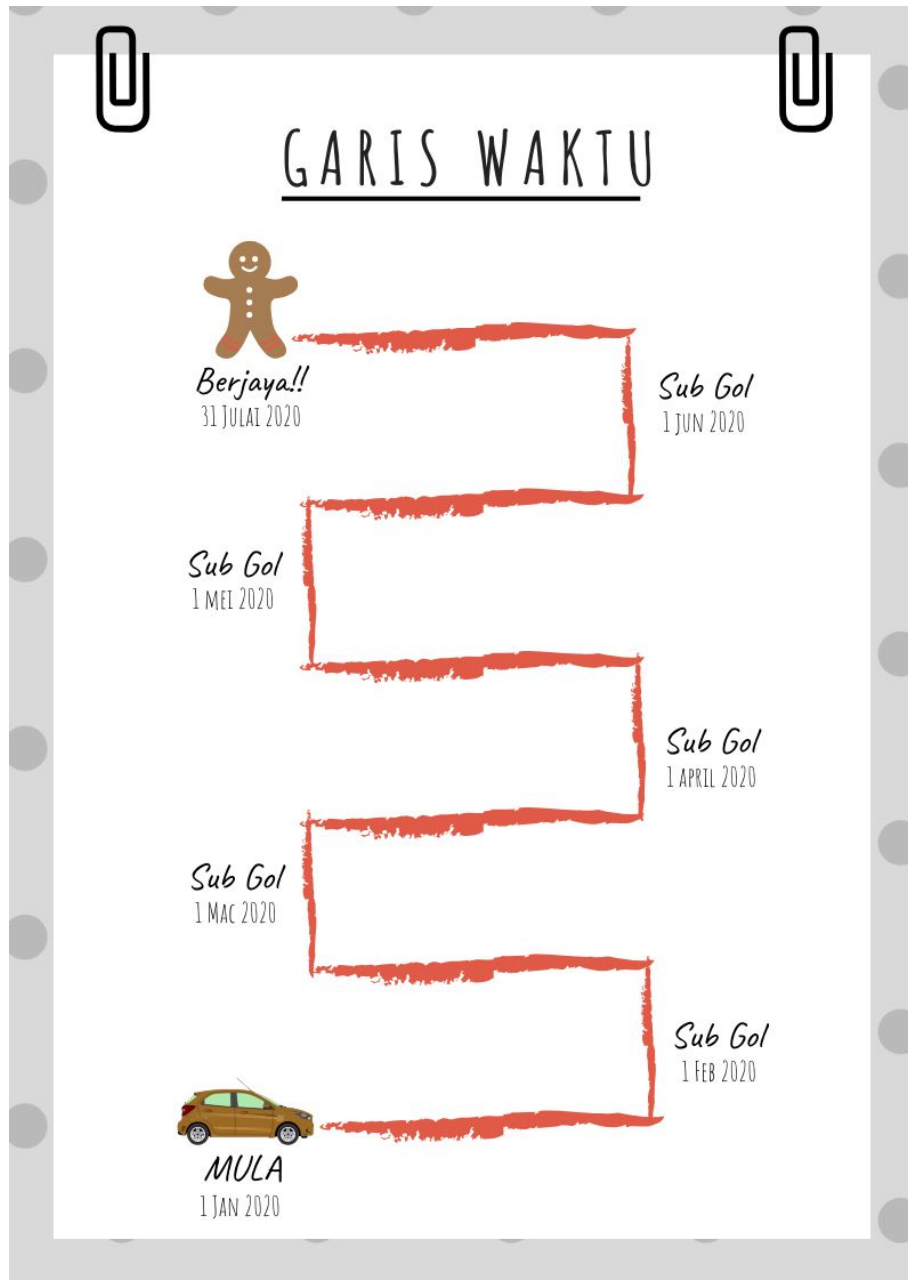 GARIS WAKTU
Berjaya!!
31 Julai 2020
Sub Gol
1 jun 2020
Sub Gol
1 mei 2020
Sub Gol
1 april 2020
Sub Gol
1 Mac 2020
Sub Gol
1 Feb 2020
MULA
1 Jan 2020